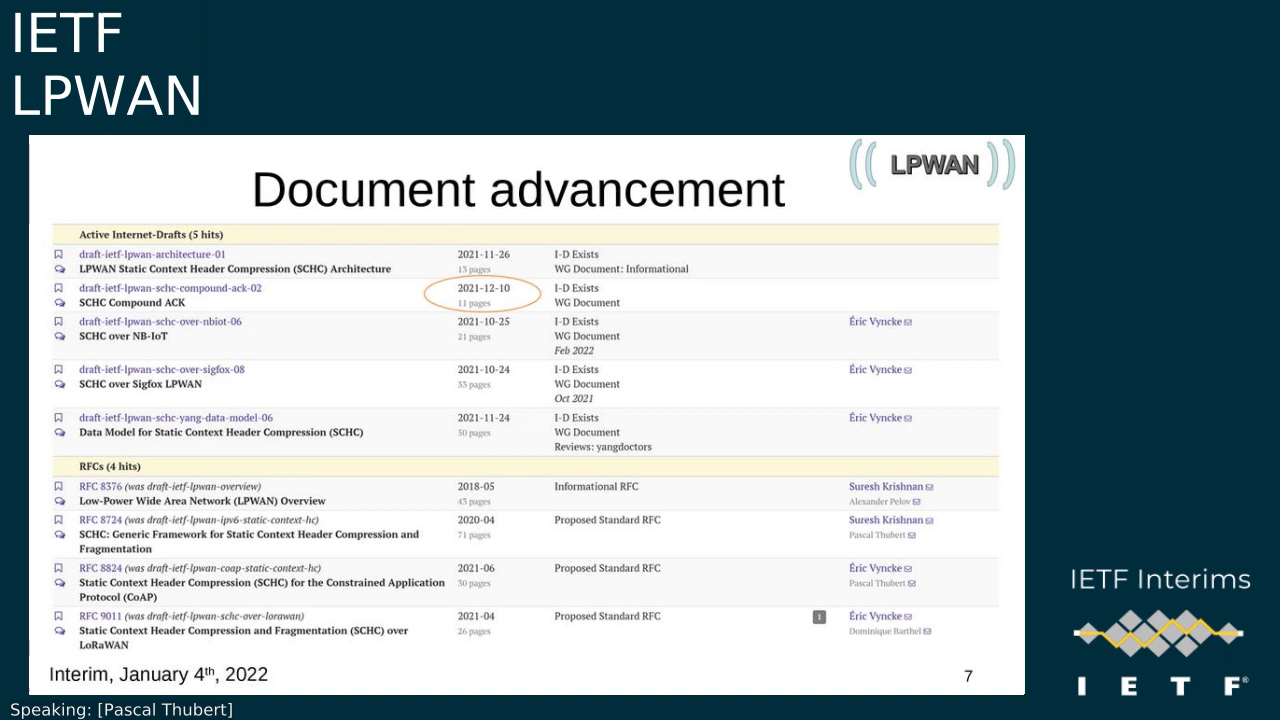 IETF
LPWAN
LPWAN
Document advancement
Active Internet-Drafts (5 hits)
draft-ietf-lpwan-architecture-01 2021-11-26 I-D Exists
LPWAN Static Context Header Compression (SCHC) Architecture 13 pages WG Document: Informational
draft-ietf-lpwan-schc-compound-ack-02 2021-12-10 I-D Exists
SCHC Compound ACK 11 pages WG Document
draft-ietf-lpwan-schc-over-nbiot-06 2021-10-25 I-D Exists Éric Vyncke
SCHC over NB-IoT 21 pages WG Document
Feb 2022
draft-ietf-lpwan-schc-over-sigfox-08 2021-10-24 I-D Exists Éric Vyncke
SCHC over Sigfox LPWAN 33 pages WG Document
Oct 2021
draft-ietf-lpwan-schc-yang-data-model-06 2021-11-24 I-D Exists Éric Vyncke
Data Model for Static Context Header Compression (SCHC) 50 pages WG Document
Reviews: yangdoctors
RFCs (4 hits)
RFC 8376 (was draft-ietf-lpwan-overview) 2018-05 Informational RFC Suresh Krishnan
Low-Power Wide Area Network (LPWAN) Overview 43 pages Alexander Pelov
RFC 8724 (was draft-ietf-lpwan-ipv6-static-context-hc) 2020-04 Proposed Standard RFC Suresh Krishnan
SCHC: Generic Framework for Static Context Header Compression and 71 pages Pascal Thubert
Fragmentation
RFC 8824 (was draft-ietf-lpwan-coap-static-context-hc) 2021-06 Proposed Standard RFC Éric Vyncke
Static Context Header Compression (SCHC) for the Constrained Application 30 pages Pascal Thubert
Protocol (CoAP)
RFC 9011 (was draft-ietf-lpwan-schc-over-lorawan) 2021-04 Proposed Standard RFC 1 Éric Vyncke
Static Context Header Compression and Fragmentation (SCHC) over 26 pages Dominique Barthel
LoRaWAN
Interim, January 4th, 2022 7
IETF Interims
I E T F®
Speaking: [Pascal Thubert]